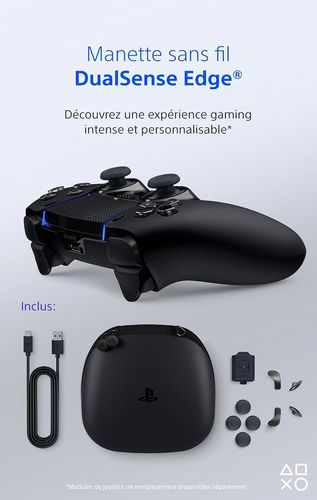 Manette sans fil
DualSense Edge®
Découvrez une expérience gaming
intense et personnalisable*
Inclus:
*Modules de joystick de remplacement disponibles séparément